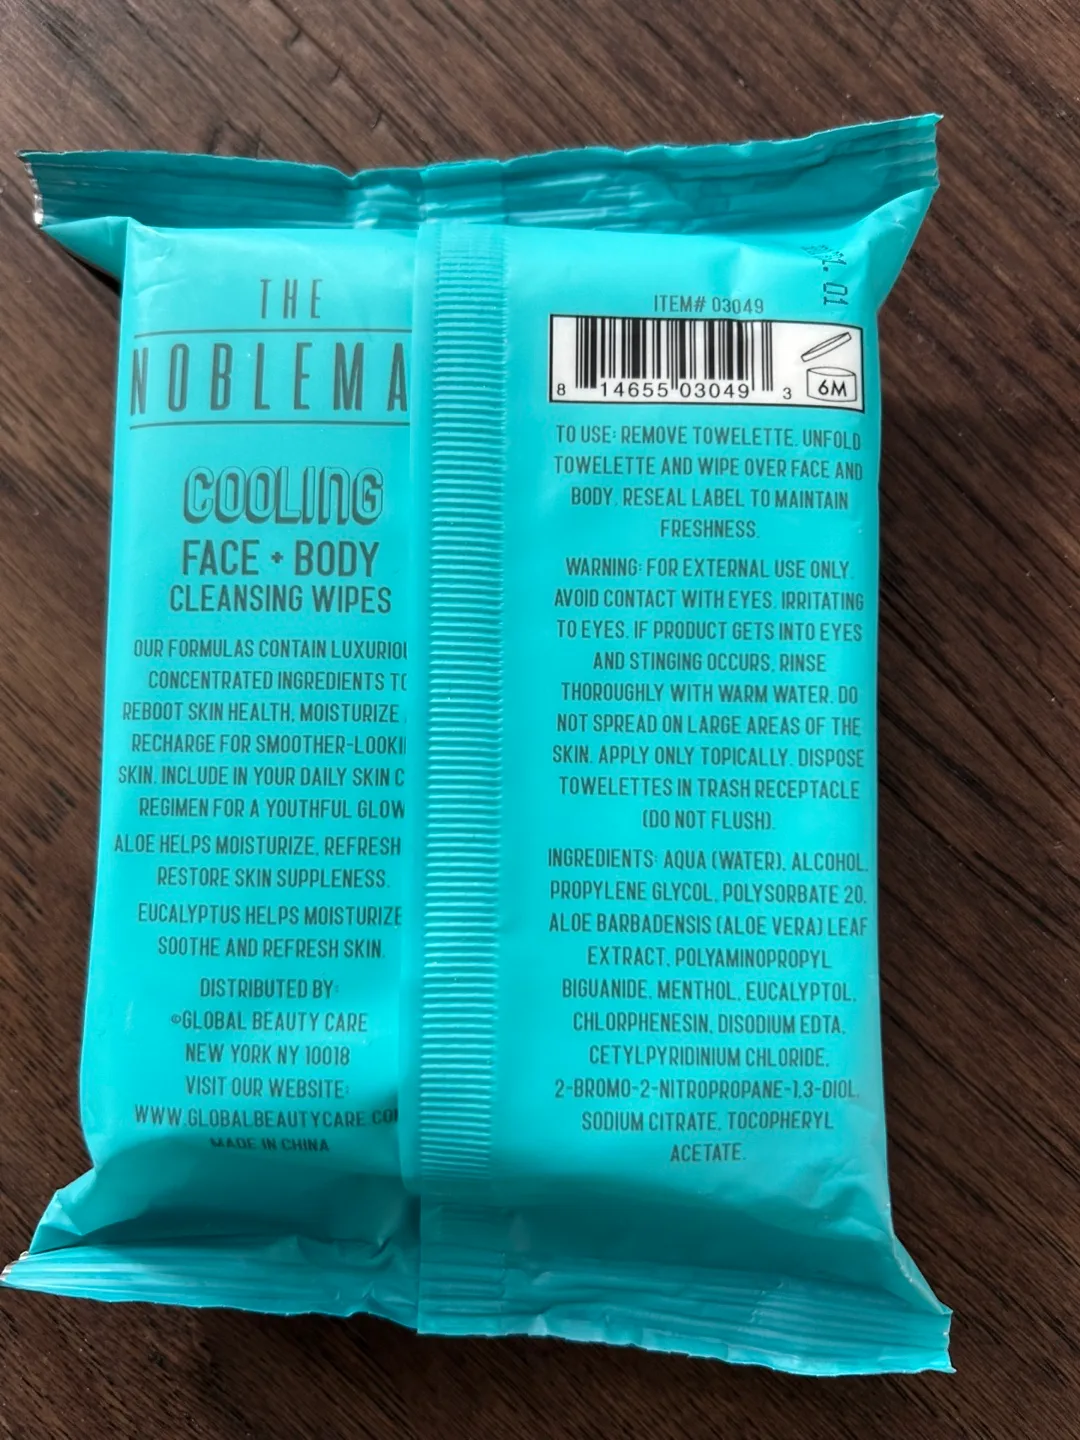 THE
NOBLEMA
COOLING
FACE + BODY
CLEANSING WIPES
OUR FORMULAS CONTAIN LUXURIOU
CONCENTRATED INGREDIENTS TO
REBOOT SKIN HEALTH, MOISTURIZE
RECHARGE FOR SMOOTHER-LOOKI
SKIN. INCLUDE IN YOUR DAILY SKIN C
REGIMEN FOR A YOUTHFUL GLOW
ALOE HELPS MOISTURIZE, REFRESH
RESTORE SKIN SUPPLENESS.
EUCALYPTUS HELPS MOISTURIZE
SOOTHE AND REFRESH SKIN.
DISTRIBUTED BY:
©GLOBAL BEAUTY CARE
NEW YORK NY 10018
VISIT OUR WEBSITE:
WWW.GLOBALBEAUTYCARE.CO
MADE IN CHINA
01
ITEM# 03049
8 14655 03049 3
6M
TO USE: REMOVE TOWELETTE. UNFOLD
TOWELETTE AND WIPE OVER FACE AND
BODY. RESEAL LABEL TO MAINTAIN
FRESHNESS.
WARNING: FOR EXTERNAL USE ONLY.
AVOID CONTACT WITH EYES. IRRITATING
TO EYES. IF PRODUCT GETS INTO EYES
AND STINGING OCCURS, RINSE
THOROUGHLY WITH WARM WATER. DO
NOT SPREAD ON LARGE AREAS OF THE
SKIN. APPLY ONLY TOPICALLY. DISPOSE
TOWELETTES IN TRASH RECEPTACLE
(DO NOT FLUSH).
INGREDIENTS: AQUA (WATER), ALCOHOL,
PROPYLENE GLYCOL, POLYSORBATE 20,
ALOE BARBADENSIS (ALOE VERA) LEAF
EXTRACT, POLYAMINOPROPYL
BIGUANIDE, MENTHOL, EUCALYPTOL,
CHLORPHENESIN, DISODIUM EDTA,
CETYLPYRIDINIUM CHLORIDE,
2-BROMO-2-NITROPROPANE-1,3-DIOL,
SODIUM CITRATE, TOCOPHERYL
ACETATE.